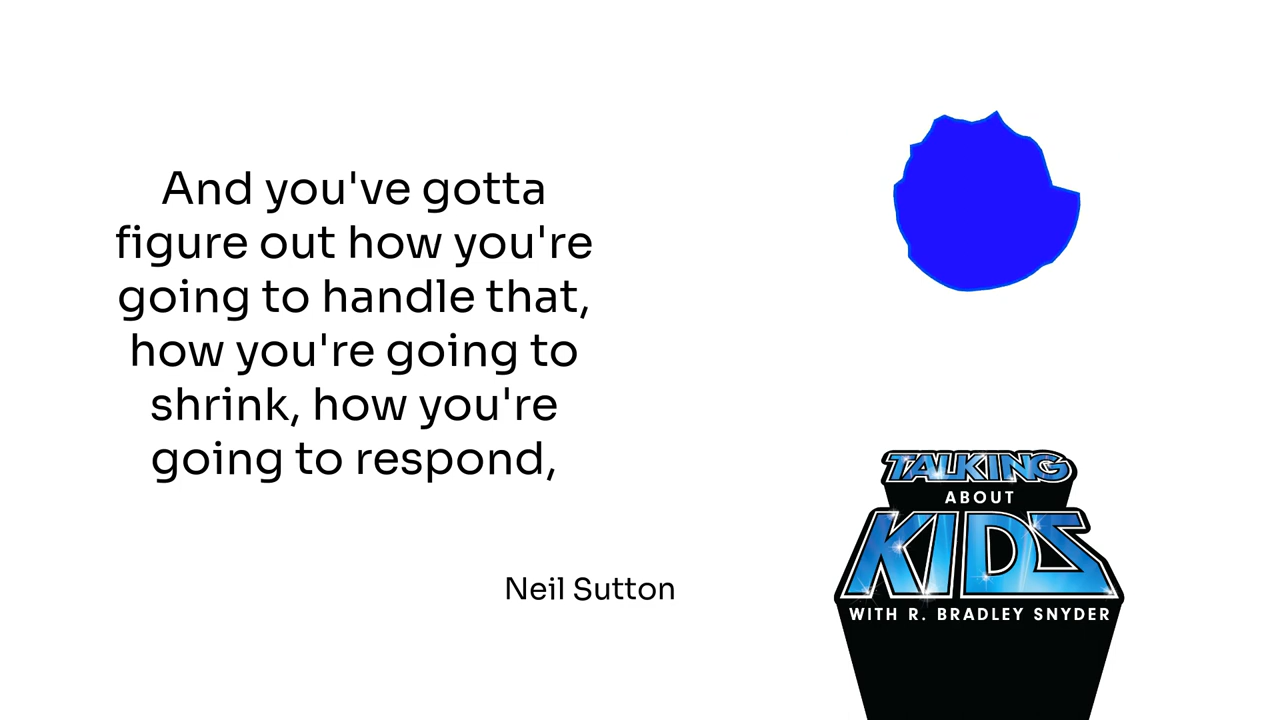 And you've gotta
figure out how you're
going to handle that,
how you're going to
shrink, how you're
going to respond,
Neil Sutton
TALKING
ABOUT
KIDS
WITH R. BRADLEY SNYDER